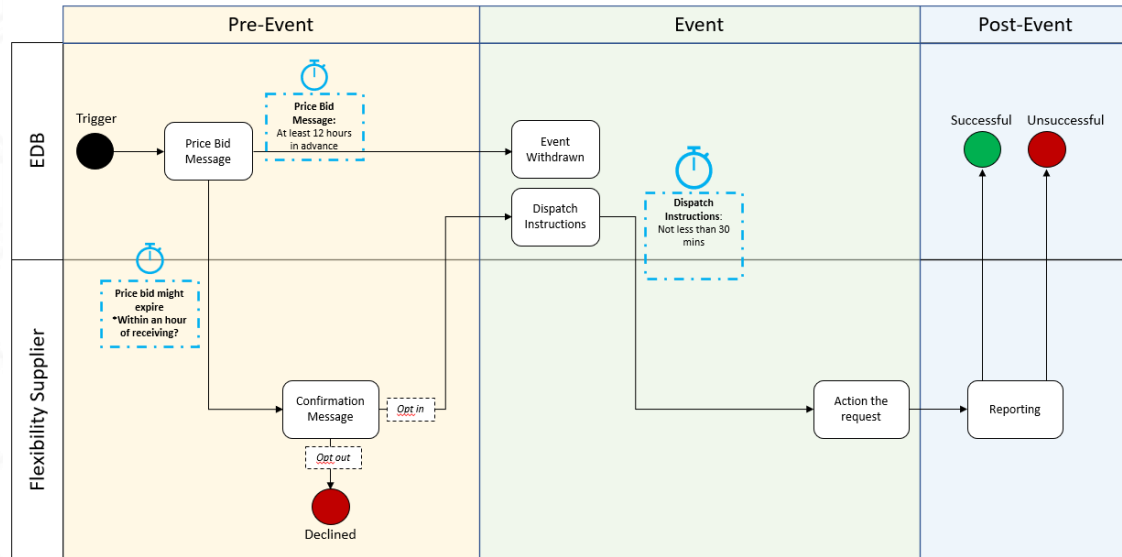 Pre-Event
Event
Post-Event
EDB
Flexibility Supplier
Trigger
Price Bid
Message
Price Bid
Message:
At least 12 hours
in advance
Event
Withdrawn
Dispatch
Instructions
Dispatch
Instructions:
Not less than 30
mins
Successful
Unsuccessful
Price bid might
expire
*Within an hour
of receiving?
Confirmation
Message
Opt in
Opt out
Declined
Action the
request
Reporting